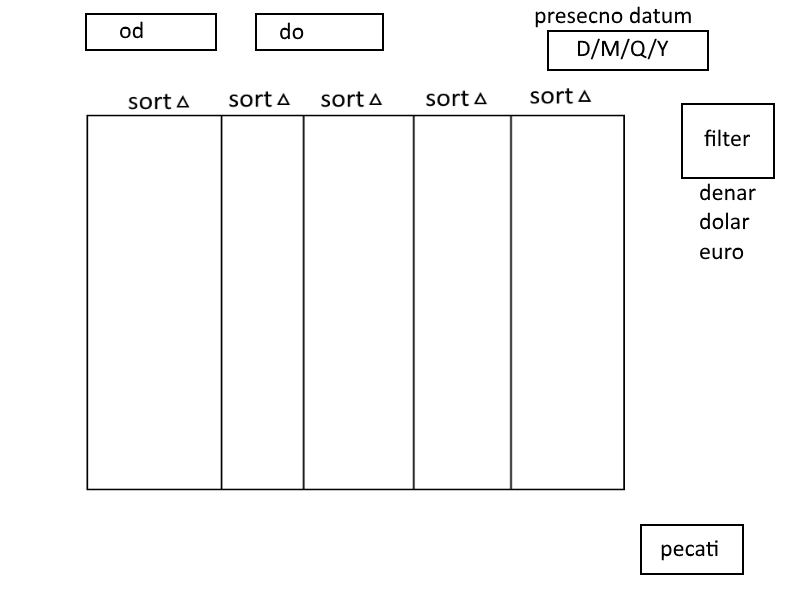 presecno datum
od do D/M/Q/Y
sort △ sort △ sort △ sort △ sort △
filter
denar
dolar
euro
pecati